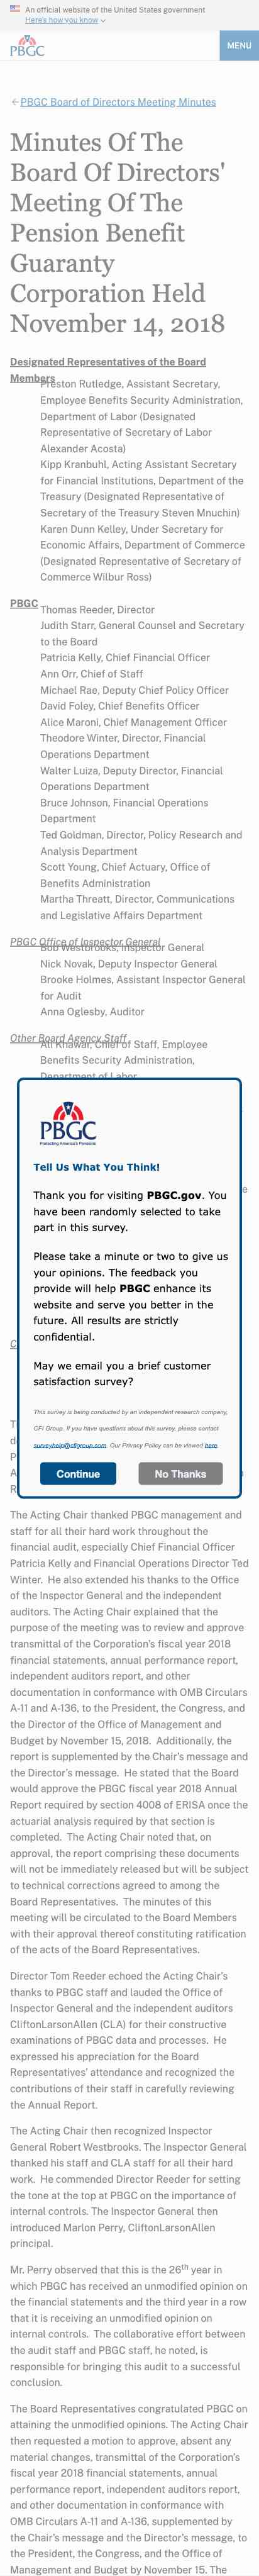 An official website of the United States government
Here's how you know
PBGC
MENU
PBGC Board of Directors Meeting Minutes
Minutes Of The
Board Of Directors'
Meeting Of The
Pension Benefit
Guaranty
Corporation Held
November 14, 2018
Designated Representatives of the Board
Members
Preston Rutledge, Assistant Secretary,
Employee Benefits Security Administration,
Department of Labor (Designated
Representative of Secretary of Labor
Alexander Acosta)
Kipp Kranbuhl, Acting Assistant Secretary
for Financial Institutions, Department of the
Treasury (Designated Representative of
Secretary of the Treasury Steven Mnuchin)
Karen Dunn Kelley, Under Secretary for
Economic Affairs, Department of Commerce
(Designated Representative of Secretary of
Commerce Wilbur Ross)
PBGC
Thomas Reeder, Director
Judith Starr, General Counsel and Secretary
to the Board
Patricia Kelly, Chief Financial Officer
Ann Orr, Chief of Staff
Michael Rae, Deputy Chief Policy Officer
David Foley, Chief Benefits Officer
Alice Maroni, Chief Management Officer
Theodore Winter, Director, Financial
Operations Department
Walter Luiza, Deputy Director, Financial
Operations Department
Bruce Johnson, Financial Operations
Department
Ted Goldman, Director, Policy Research and
Analysis Department
Scott Young, Chief Actuary, Office of
Benefits Administration
Martha Threatt, Director, Communications
and Legislative Affairs Department
PBGC Office of Inspector General
Bob Westbrooks, Inspector General
Nick Novak, Deputy Inspector General
Brooke Holmes, Assistant Inspector General
for Audit
Anna Oglesby, Auditor
Other Board Agency Staff
Ali Khawar, Chief of Staff, Employee
Benefits Security Administration,
Department of Labor
PBGC
Protecting America's Pensions
Tell Us What You Think!
Thank you for visiting PBGC.gov. You
have been randomly selected to take
part in this survey.
Please take a minute or two to give us
your opinions. The feedback you
provide will help PBGC enhance its
website and serve you better in the
future. All results are strictly
confidential.
May we email you a brief customer
satisfaction survey?
This survey is being conducted by an independent research company,
CFI Group. If you have questions about this survey, please contact
surveyhelp@cfigroup.com. Our Privacy Policy can be viewed here.
Continue
No Thanks
The Acting Chair thanked PBGC management and
staff for all their hard work throughout the
financial audit, especially Chief Financial Officer
Patricia Kelly and Financial Operations Director Ted
Winter.  He also extended his thanks to the Office
of the Inspector General and the independent
auditors. The Acting Chair explained that the
purpose of the meeting was to review and approve
transmittal of the Corporation's fiscal year 2018
financial statements, annual performance report,
independent auditors report, and other
documentation in conformance with OMB Circulars
A-11 and A-136, to the President, the Congress, and
the Director of the Office of Management and
Budget by November 15, 2018.  Additionally, the
report is supplemented by the Chair's message and
the Director's message.  He stated that the Board
would approve the PBGC fiscal year 2018 Annual
Report required by section 4008 of ERISA once the
actuarial analysis required by that section is
completed.  The Acting Chair noted that, on
approval, the report comprising these documents
will not be immediately released but will be subject
to technical corrections agreed to among the
Board Representatives.  The minutes of this
meeting will be circulated to the Board Members
with their approval thereof constituting ratification
of the acts of the Board Representatives.
Director Tom Reeder echoed the Acting Chair's
thanks to PBGC staff and lauded the Office of
Inspector General and the independent auditors
CliftonLarsonAllen (CLA) for their constructive
examinations of PBGC data and processes.  He
expressed his appreciation for the Board
Representatives' attendance and recognized the
contributions of their staff in carefully reviewing
the Annual Report.
The Acting Chair then recognized Inspector
General Robert Westbrooks. The Inspector General
thanked his staff and CLA staff for all their hard
work.  He commended Director Reeder for setting
the tone at the top at PBGC on the importance of
internal controls. The Inspector General then
introduced Marlon Perry, CliftonLarsonAllen
principal.
Mr. Perry observed that this is the 26th year in
which PBGC has received an unmodified opinion on
the financial statements and the third year in a row
that it is receiving an unmodified opinion on
internal controls.  The collaborative effort between
the audit staff and PBGC staff, he noted, is
responsible for bringing this audit to a successful
conclusion.
The Board Representatives congratulated PBGC on
attaining the unmodified opinions. The Acting Chair
then requested a motion to approve, absent any
material changes, transmittal of the Corporation's
fiscal year 2018 financial statements, annual
performance report, independent auditors report,
and other documentation in conformance with
OMB Circulars A-11 and A-136, supplemented by
the Chair's message and the Director's message, to
the President, the Congress, and the Office of
Management and Budget by November 15. The